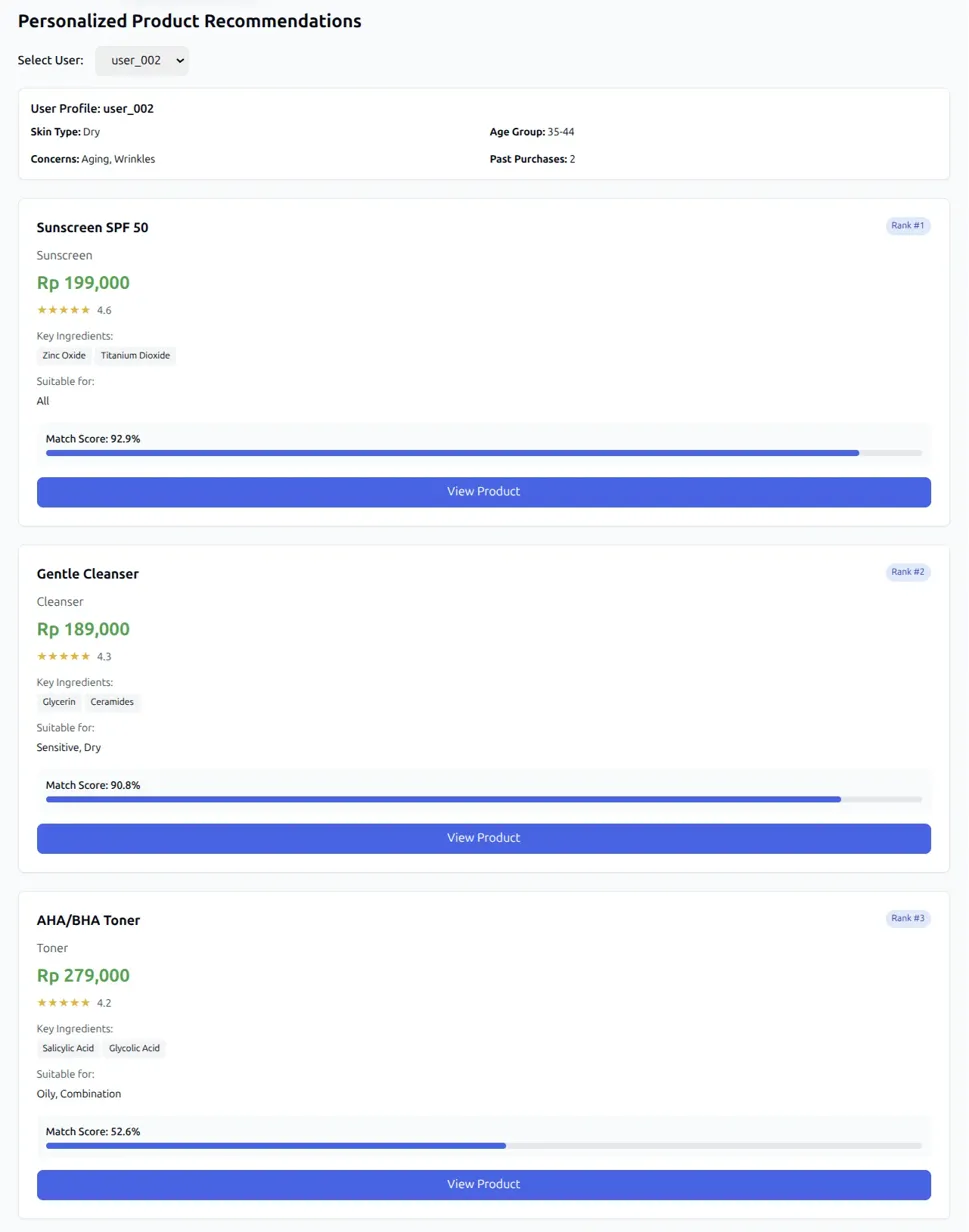 Personalized Product Recommendations
Select User: user_002
User Profile: user_002
Skin Type: Dry
Age Group: 35-44
Concerns: Aging, Wrinkles
Past Purchases: 2
Sunscreen SPF 50
Rank #1
Sunscreen
Rp 199,000
★★★★★ 4.6
Key Ingredients:
Zinc Oxide Titanium Dioxide
Suitable for:
All
Match Score: 92.9%
View Product
Gentle Cleanser
Rank #2
Cleanser
Rp 189,000
★★★★★ 4.3
Key Ingredients:
Glycerin Ceramides
Suitable for:
Sensitive, Dry
Match Score: 90.8%
View Product
AHA/BHA Toner
Rank #3
Toner
Rp 279,000
★★★★★ 4.2
Key Ingredients:
Salicylic Acid Glycolic Acid
Suitable for:
Oily, Combination
Match Score: 52.6%
View Product